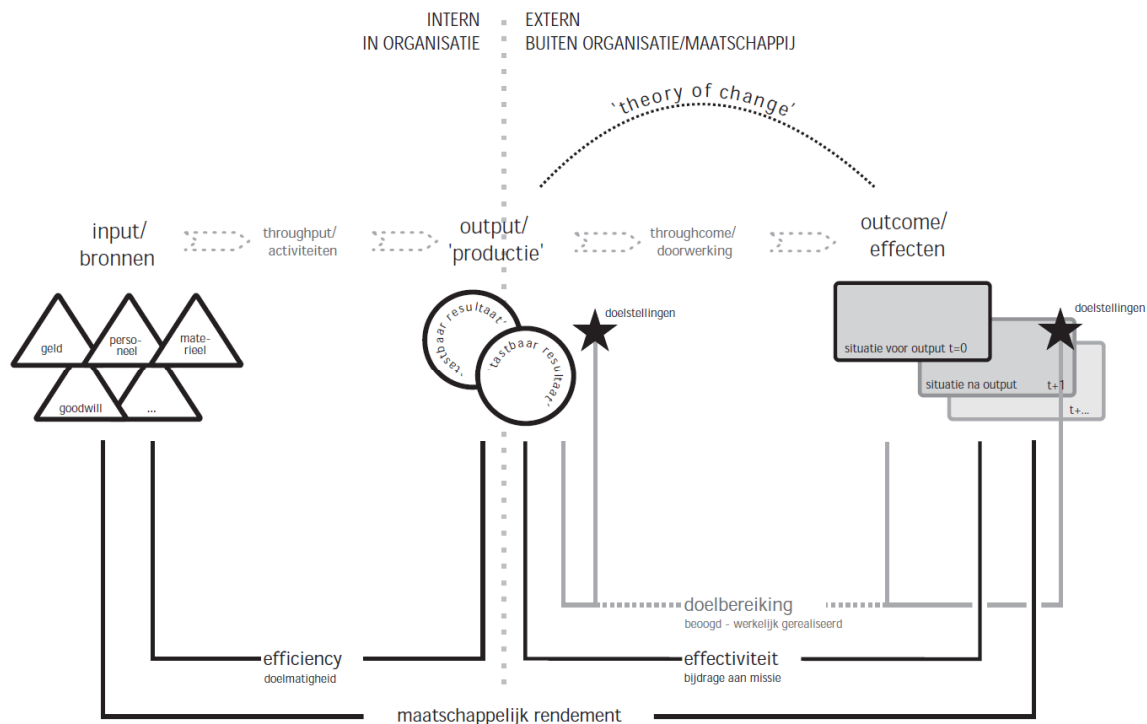 INTERN
IN ORGANISATIE
EXTERN
BUITEN ORGANISATIE/MAATSCHAPPIJ
'theory of change'
input/
bronnen
throughput/
activiteiten
output/
'productie'
throughcome/
doorwerking
outcome/
effecten
geld
perso-
neel
mate-
rieel
goodwill
...
'tastbaar resultaat'
'tastbaar resultaat'
doelstellingen
situatie voor output t=0
situatie na output t+1
t+...
doelstellingen
doelbereiking
beoogd - werkelijk gerealiseerd
efficiency
doelmatigheid
effectiviteit
bijdrage aan missie
maatschappelijk rendement